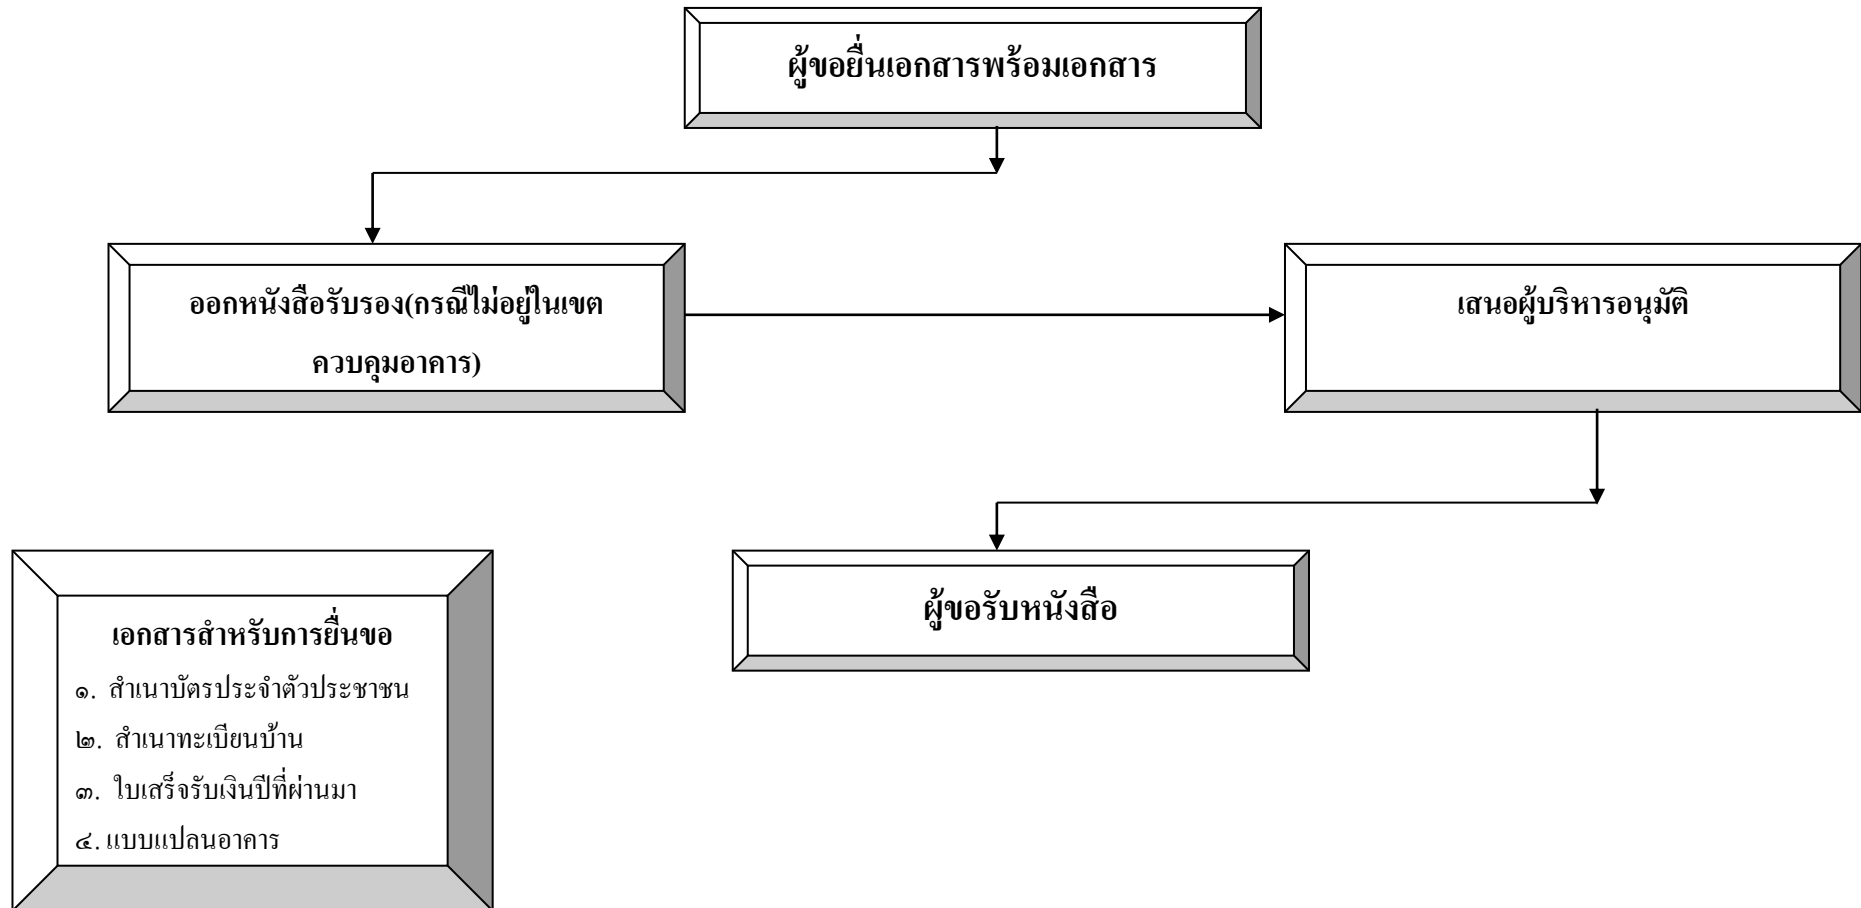 ผู้ขอยื่นเอกสารพร้อมเอกสาร
ออกหนังสือรับรอง(กรณีไม่อยู่ในเขต
ควบคุมอาคาร)
เสนอผู้บริหารอนุมัติ
ผู้ขอรับหนังสือ
เอกสารสำหรับการยื่นขอ
๑. สำเนาบัตรประจำตัวประชาชน
๒. สำเนาทะเบียนบ้าน
๓. ใบเสร็จรับเงินปีที่ผ่านมา
๔. แบบแปลนอาคาร